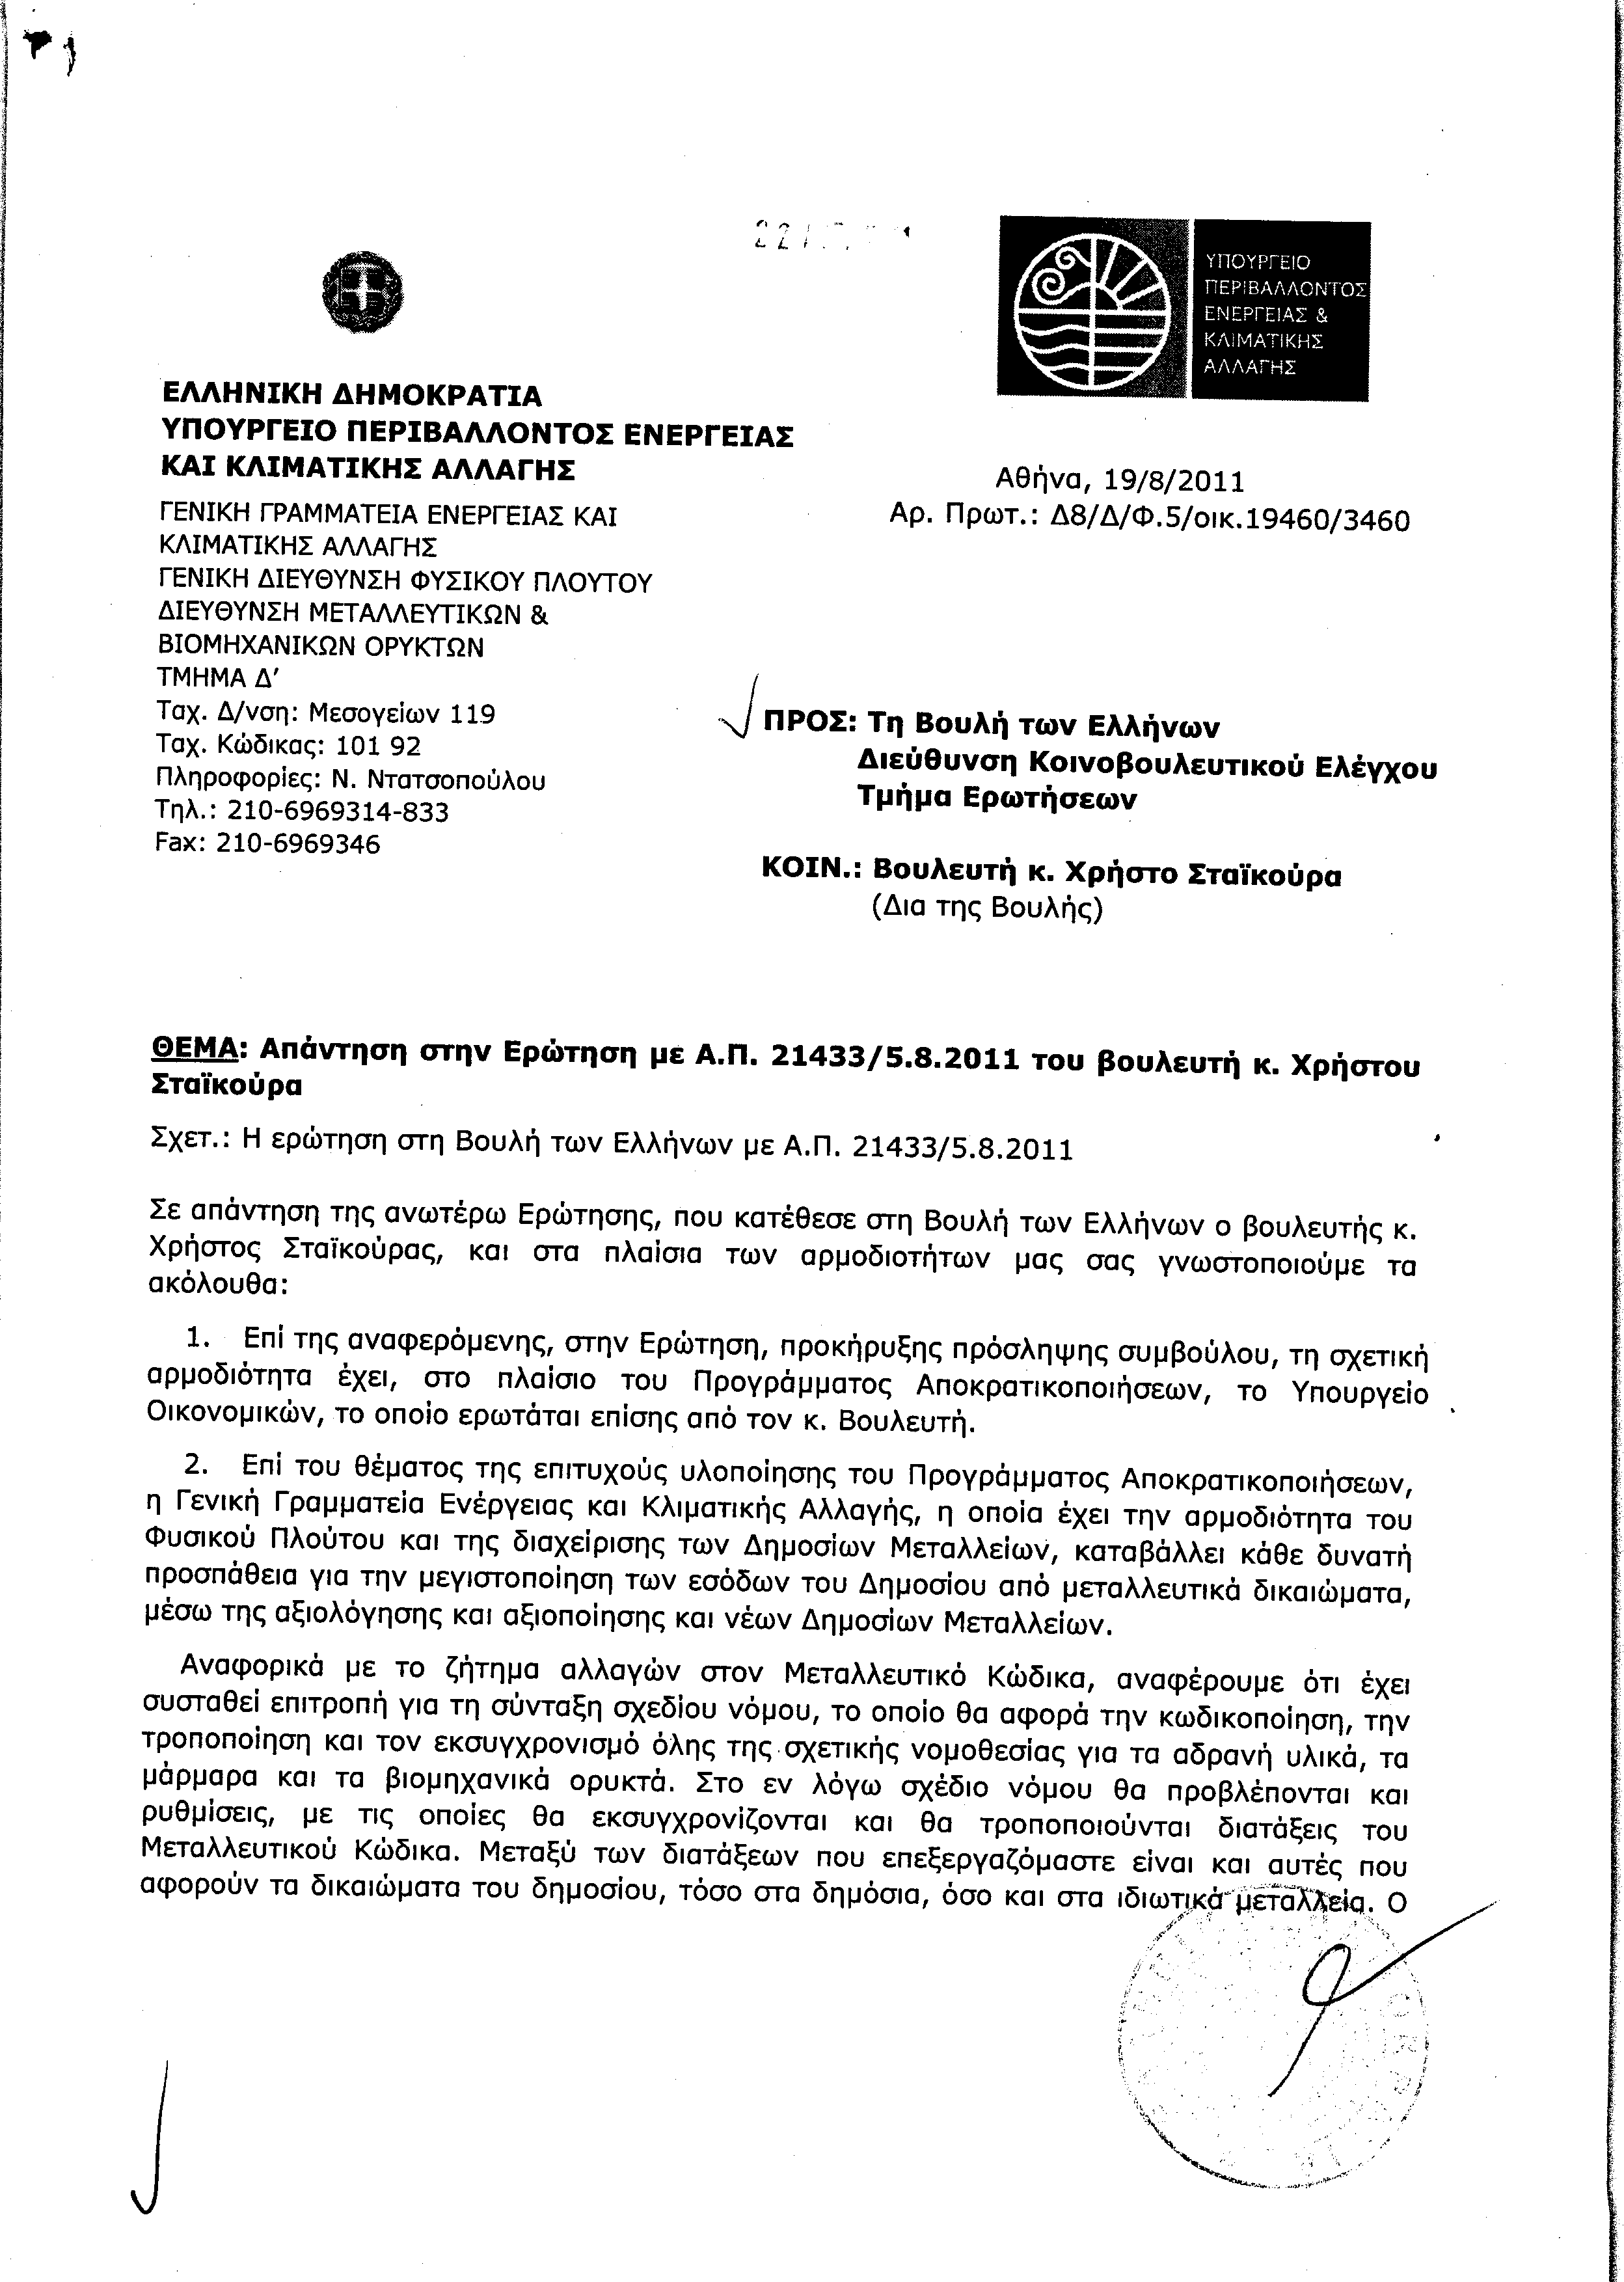 ΥΠΟΥΡΓΕΙΟ
ΠΕΡΙΒΑΛΛΟΝΤΟΣ
ΕΝΕΡΓΕΙΑΣ &
ΚΛΙΜΑΤΙΚΗΣ
ΑΛΛΑΓΗΣ
ΕΛΛΗΝΙΚΗ ΔΗΜΟΚΡΑΤΙΑ
ΥΠΟΥΡΓΕΙΟ ΠΕΡΙΒΑΛΛΟΝΤΟΣ ΕΝΕΡΓΕΙΑΣ
ΚΑΙ ΚΛΙΜΑΤΙΚΗΣ ΑΛΛΑΓΗΣ
ΓΕΝΙΚΗ ΓΡΑΜΜΑΤΕΙΑ ΕΝΕΡΓΕΙΑΣ ΚΑΙ
ΚΛΙΜΑΤΙΚΗΣ ΑΛΛΑΓΗΣ
ΓΕΝΙΚΗ ΔΙΕΥΘΥΝΣΗ ΦΥΣΙΚΟΥ ΠΛΟΥΤΟΥ
ΔΙΕΥΘΥΝΣΗ ΜΕΤΑΛΛΕΥΤΙΚΩΝ &
ΒΙΟΜΗΧΑΝΙΚΩΝ ΟΡΥΚΤΩΝ
ΤΜΗΜΑ Δ'
Ταχ. Δ/νση: Μεσογείων 119
Ταχ. Κώδικας: 101 92
Πληροφορίες: Ν. Ντατσοπούλου
Τηλ.: 210-6969314-833
Fax: 210-6969346
Αθήνα, 19/8/2011
Αρ. Πρωτ.: Δ8/Δ/Φ.5/οικ.19460/3460
ΠΡΟΣ: Τη Βουλή των Ελλήνων
Διεύθυνση Κοινοβουλευτικού Ελέγχου
Τμήμα Ερωτήσεων
ΚΟΙΝ.: Βουλευτή κ. Χρήστο Σταϊκούρα
(Δια της Βουλής)
ΘΕΜΑ: Απάντηση στην Ερώτηση με Α.Π. 21433/5.8.2011 του βουλευτή κ. Χρήστου
Σταϊκούρα
Σχετ.: Η ερώτηση στη Βουλή των Ελλήνων με Α.Π. 21433/5.8.2011
Σε απάντηση της ανωτέρω Ερώτησης, που κατέθεσε στη Βουλή των Ελλήνων ο βουλευτής κ.
Χρήστος Σταϊκούρας, και στα πλαίσια των αρμοδιοτήτων μας σας γνωστοποιούμε τα
ακόλουθα:
1. Επί της αναφερόμενης, στην Ερώτηση, προκήρυξης πρόσληψης συμβούλου, τη σχετική
αρμοδιότητα έχει, στο πλαίσιο του Προγράμματος Αποκρατικοποιήσεων, το Υπουργείο
Οικονομικών, το οποίο ερωτάται επίσης από τον κ. Βουλευτή.
2. Επί του θέματος της επιτυχούς υλοποίησης του Προγράμματος Αποκρατικοποιήσεων,
η Γενική Γραμματεία Ενέργειας και Κλιματικής Αλλαγής, η οποία έχει την αρμοδιότητα του
Φυσικού Πλούτου και της διαχείρισης των Δημοσίων Μεταλλείων, καταβάλλει κάθε δυνατή
προσπάθεια για την μεγιστοποίηση των εσόδων του Δημοσίου από μεταλλευτικά δικαιώματα,
μέσω της αξιολόγησης και αξιοποίησης και νέων Δημοσίων Μεταλλείων.
Αναφορικά με το ζήτημα αλλαγών στον Μεταλλευτικό Κώδικα, αναφέρουμε ότι έχει
συσταθεί επιτροπή για τη σύνταξη σχεδίου νόμου, το οποίο θα αφορά την κωδικοποίηση, την
τροποποίηση και τον εκσυγχρονισμό όλης της σχετικής νομοθεσίας για τα αδρανή υλικά, τα
μάρμαρα και τα βιομηχανικά ορυκτά. Στο εν λόγω σχέδιο νόμου θα προβλέπονται και
ρυθμίσεις, με τις οποίες θα εκσυγχρονίζονται και θα τροποποιούνται διατάξεις του
Μεταλλευτικού Κώδικα. Μεταξύ των διατάξεων που επεξεργαζόμαστε είναι και αυτές που
αφορούν τα δικαιώματα του δημοσίου, τόσο στα δημόσια, όσο και στα ιδιωτικά μεταλλεία. Ο